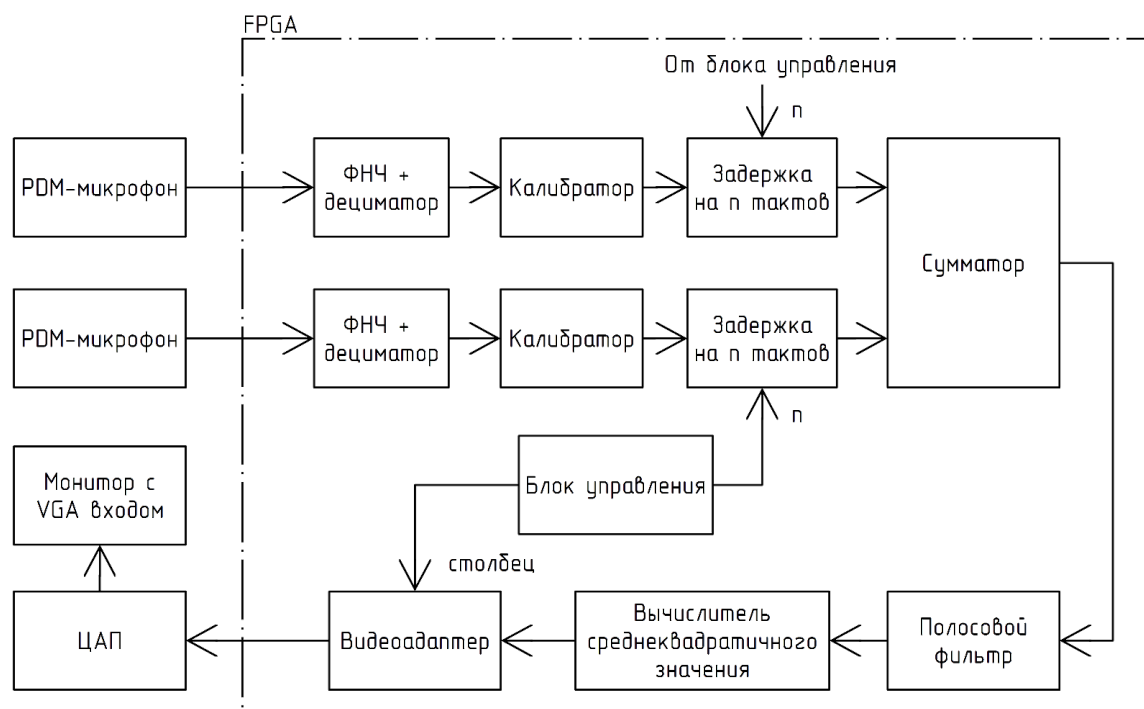 FPGA
От блока управления
n
PDM-микрофон
ФНЧ +
дециматор
Калибратор
Задержка
на n тактов
Сумматор
PDM-микрофон
ФНЧ +
дециматор
Калибратор
Задержка
на n тактов
n
Блок управления
Монитор с
VGA входом
столбец
ЦАП
Видеоадаптер
Вычислитель
среднеквадратичного
значения
Полосовой
фильтр